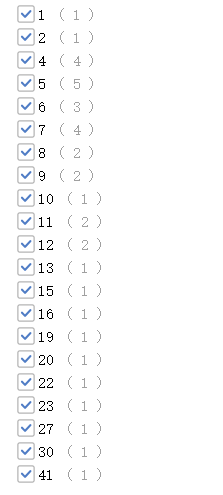 1 ( 1 )
2 ( 1 )
4 ( 4 )
5 ( 5 )
6 ( 3 )
7 ( 4 )
8 ( 2 )
9 ( 2 )
10 ( 1 )
11 ( 2 )
12 ( 2 )
13 ( 1 )
15 ( 1 )
16 ( 1 )
19 ( 1 )
20 ( 1 )
22 ( 1 )
23 ( 1 )
27 ( 1 )
30 ( 1 )
41 ( 1 )